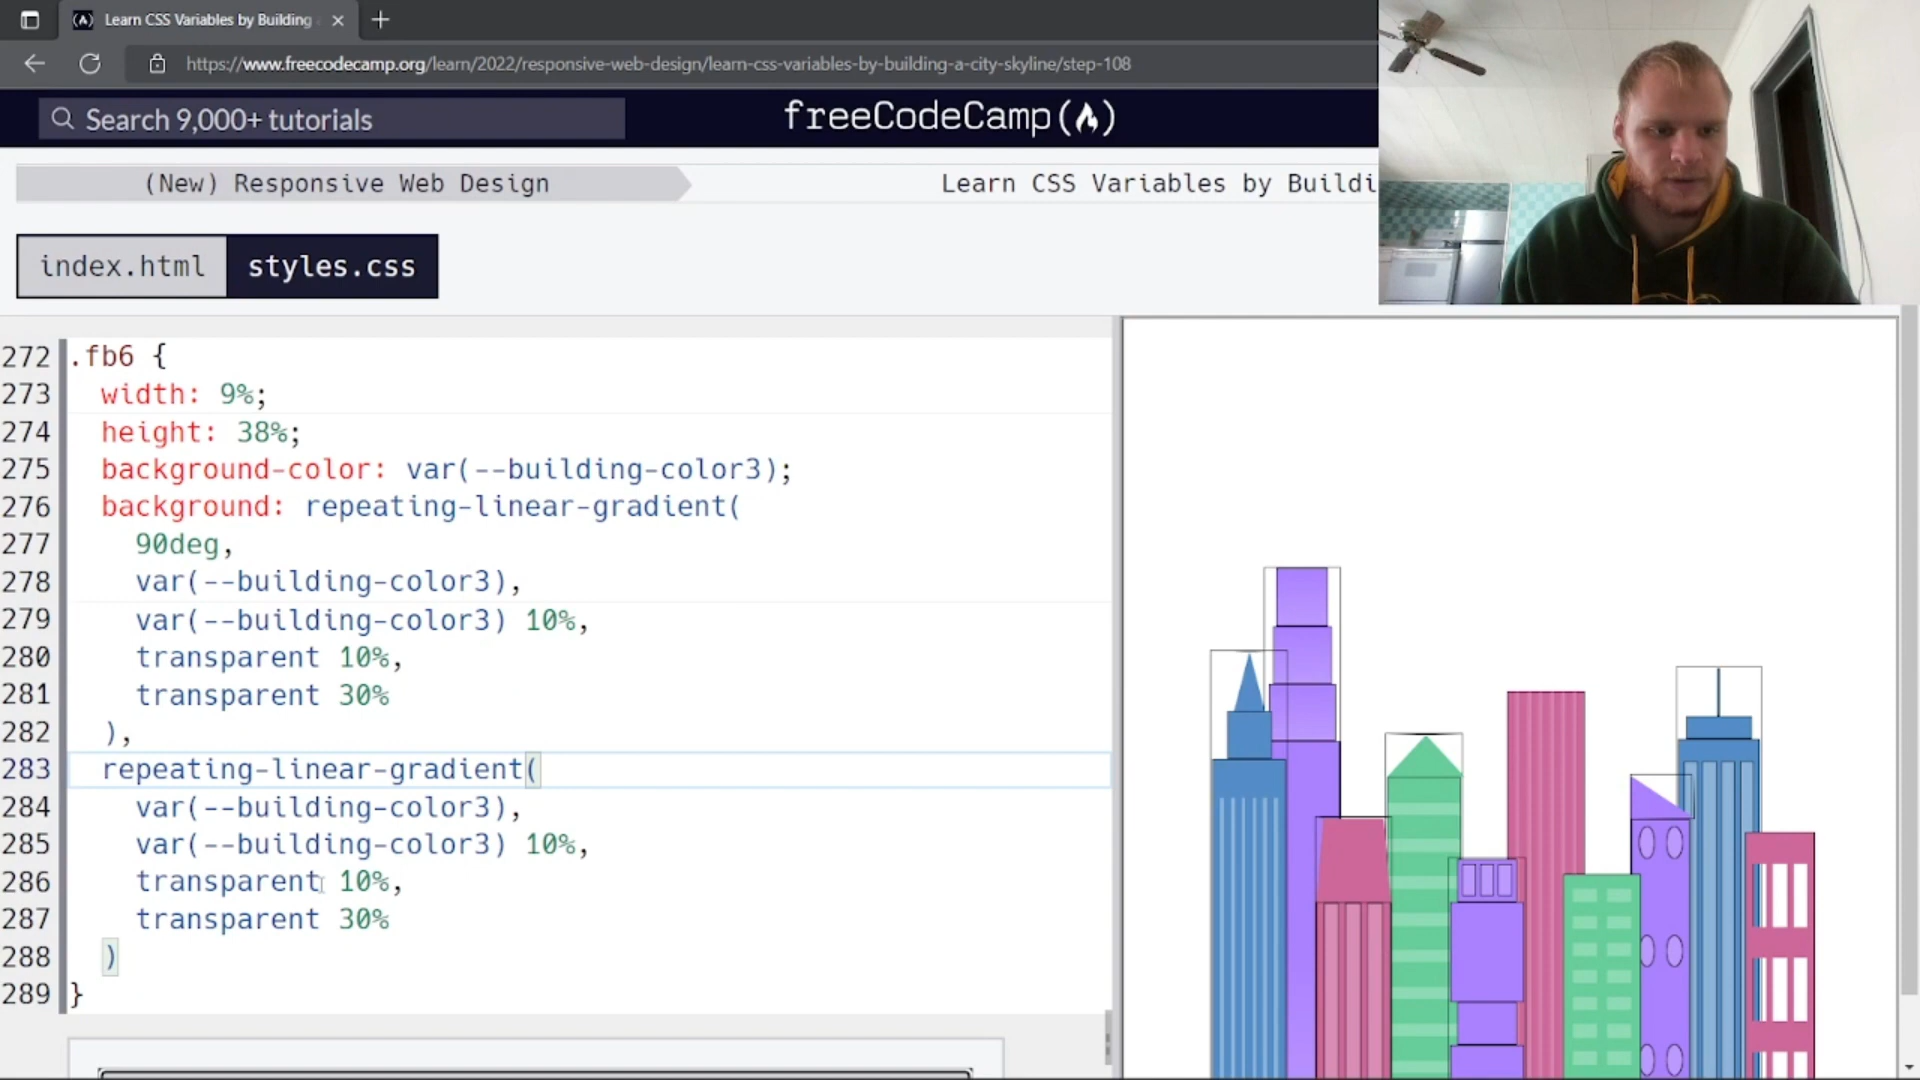 Learn CSS Variables by Building
https://www.freecodecamp.org/learn/2022/responsive-web-design/learn-css-variables-by-building-a-city-skyline/step-108
Search 9,000+ tutorials
freeCodeCamp(🔥)
(New) Responsive Web Design
Learn CSS Variables by Buildi
index.html
styles.css
272 .fb6 {
273 width: 9%;
274 height: 38%;
275 background-color: var(--building-color3);
276 background: repeating-linear-gradient(
277 90deg,
278 var(--building-color3),
279 var(--building-color3) 10%,
280 transparent 10%,
281 transparent 30%
282 ),
283 repeating-linear-gradient(
284 var(--building-color3),
285 var(--building-color3) 10%,
286 transparent 10%,
287 transparent 30%
288 )
289 }